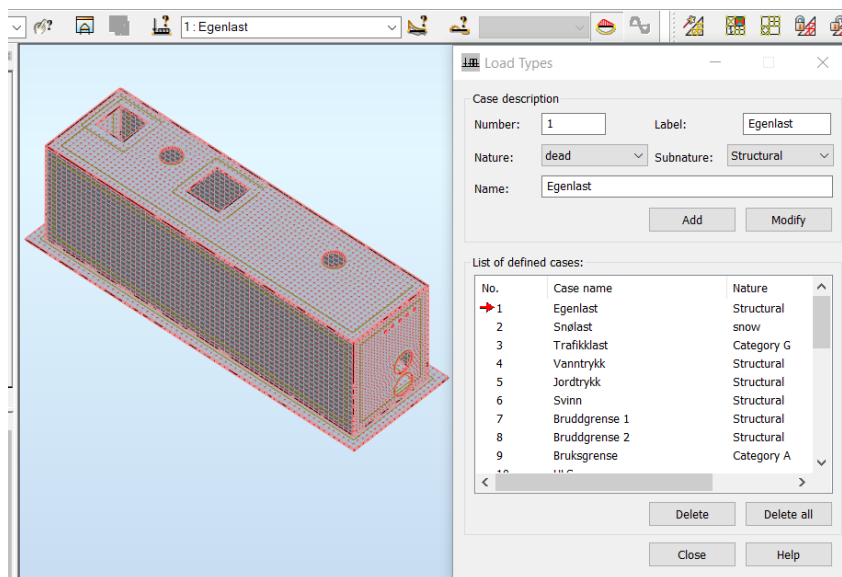 1 : Egenlast
Load Types
Case description
Number: 1 Label: Egenlast
Nature: dead Subnature: Structural
Name: Egenlast
Add Modify
List of defined cases:
No. Case name Nature
1 Egenlast Structural
2 Snølast snow
3 Trafikklast Category G
4 Vanntrykk Structural
5 Jordtrykk Structural
6 Svinn Structural
7 Bruddgrense 1 Structural
8 Bruddgrense 2 Structural
9 Bruksgrense Category A
Delete Delete all
Close Help